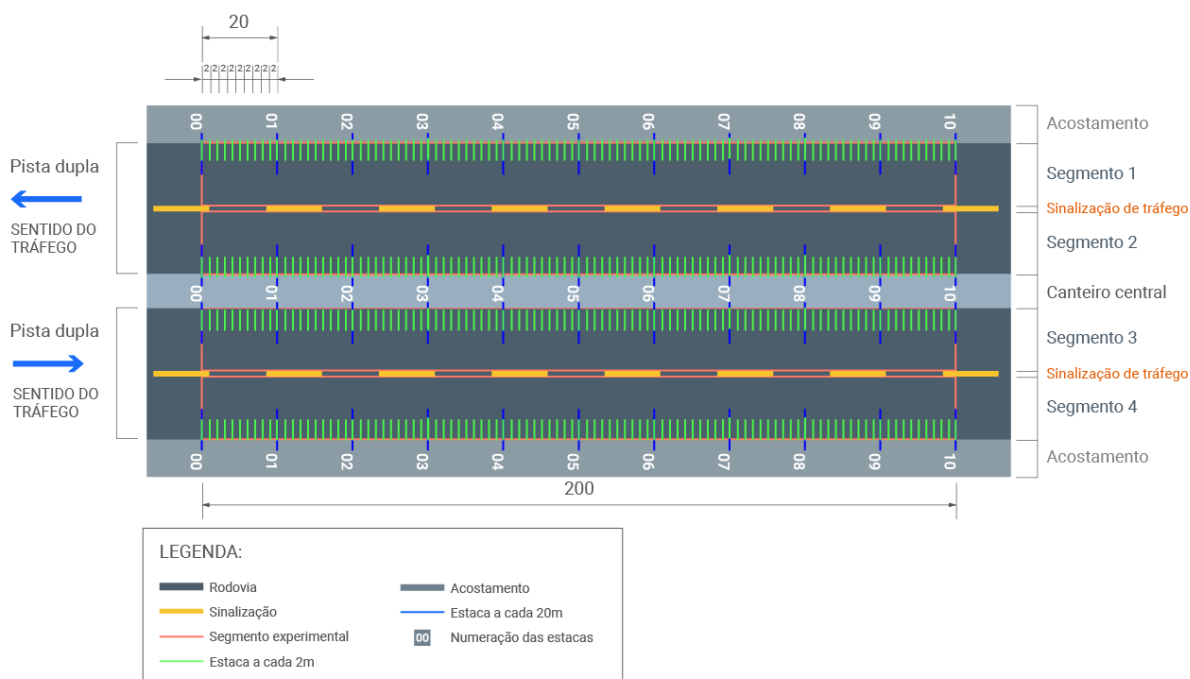 20
2 2 2 2 2 2 2 2 2
00 01 02 03 04 05 06 07 08 09 10
Acostamento
Pista dupla
SENTIDO DO
TRÁFEGO
Segmento 1
Sinalização de tráfego
Segmento 2
00 01 02 03 04 05 06 07 08 09 10
Canteiro central
Pista dupla
SENTIDO DO
TRÁFEGO
Segmento 3
Sinalização de tráfego
Segmento 4
00 01 02 03 04 05 06 07 08 09 10
Acostamento
200
LEGENDA:
Rodovia
Sinalização
Segmento experimental
Estaca a cada 2m
Acostamento
Estaca a cada 20m
00 Numeração das estacas